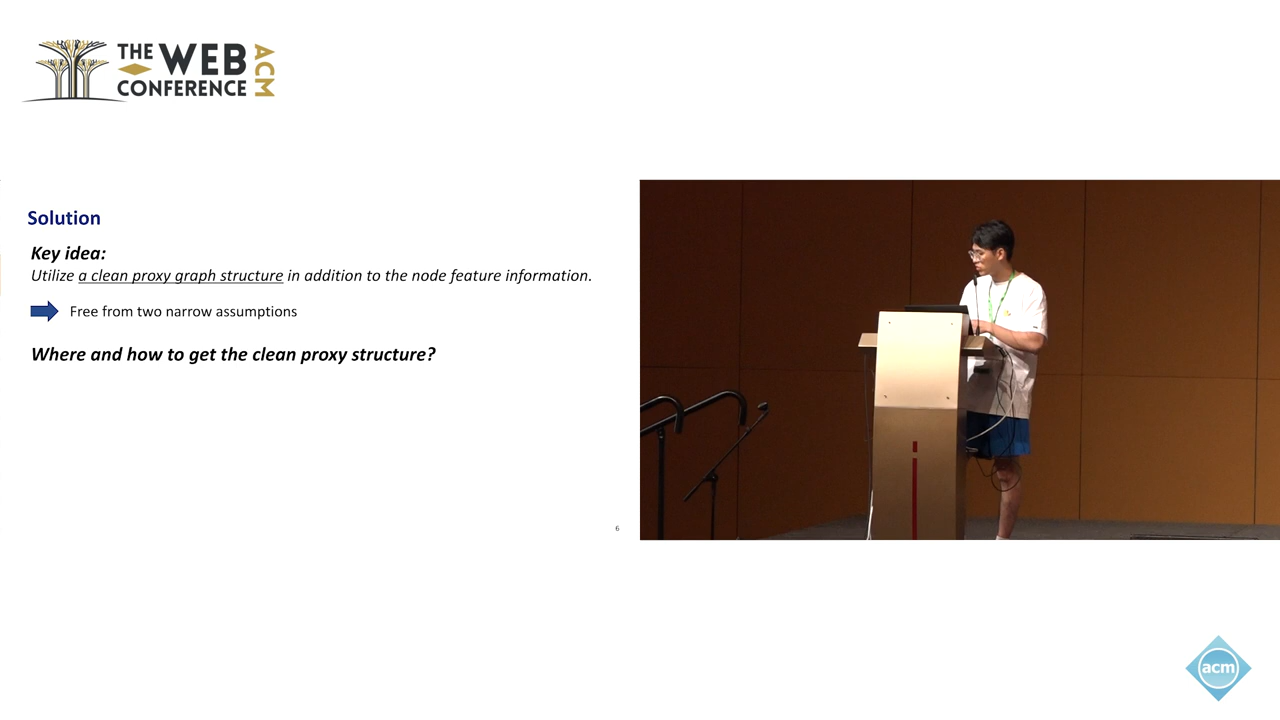 THE WEB
CONFERENCE
ACM
Solution
Key idea:
Utilize a clean proxy graph structure in addition to the node feature information.
Free from two narrow assumptions
Where and how to get the clean proxy structure?
6
acm